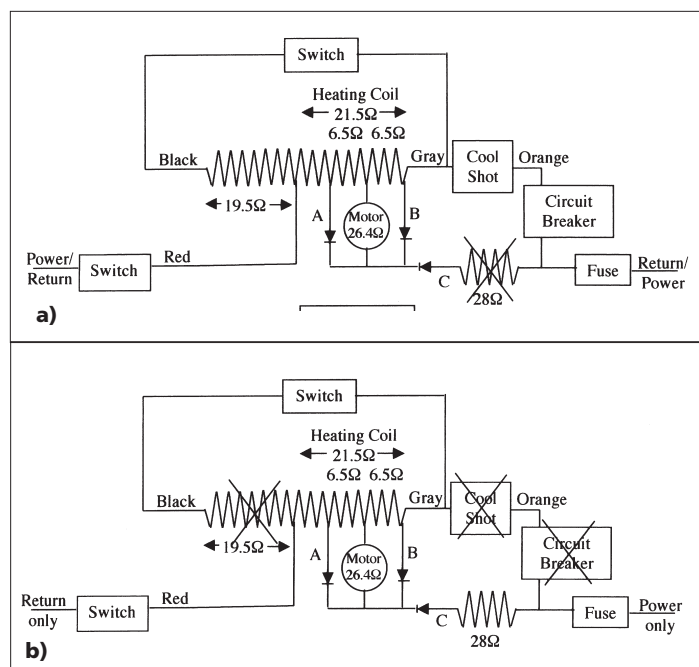 Switch
Heating Coil
21.5Ω
6.5Ω 6.5Ω
Black
Gray
Cool
Shot
Orange
19.5Ω
A
Motor
26.4Ω
B
Circuit
Breaker
Power/
Return
Switch
Red
C
28Ω
Fuse
Return/
Power
a)
Switch
Heating Coil
21.5Ω
6.5Ω 6.5Ω
Black
Gray
Cool
Shot
Orange
19.5Ω
A
Motor
26.4Ω
B
Circuit
Breaker
Return
only
Switch
Red
C
28Ω
Fuse
Power
only
b)